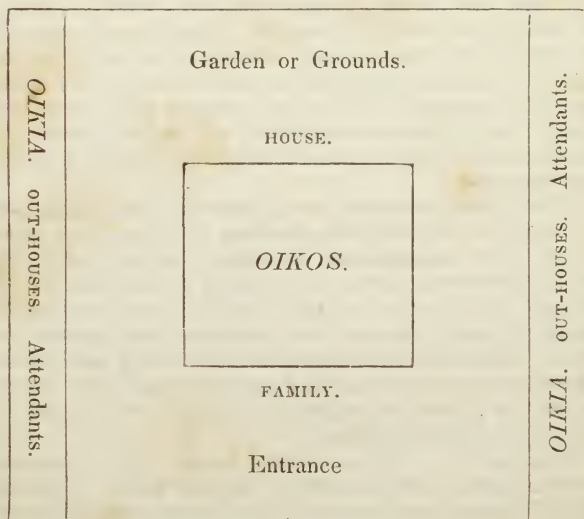 Garden or Grounds.
OIKIA. OUT-HOUSES. Attendants.
HOUSE.
OIKOS.
FAMILY.
Entrance
OIKIA. OUT-HOUSES. Attendants.